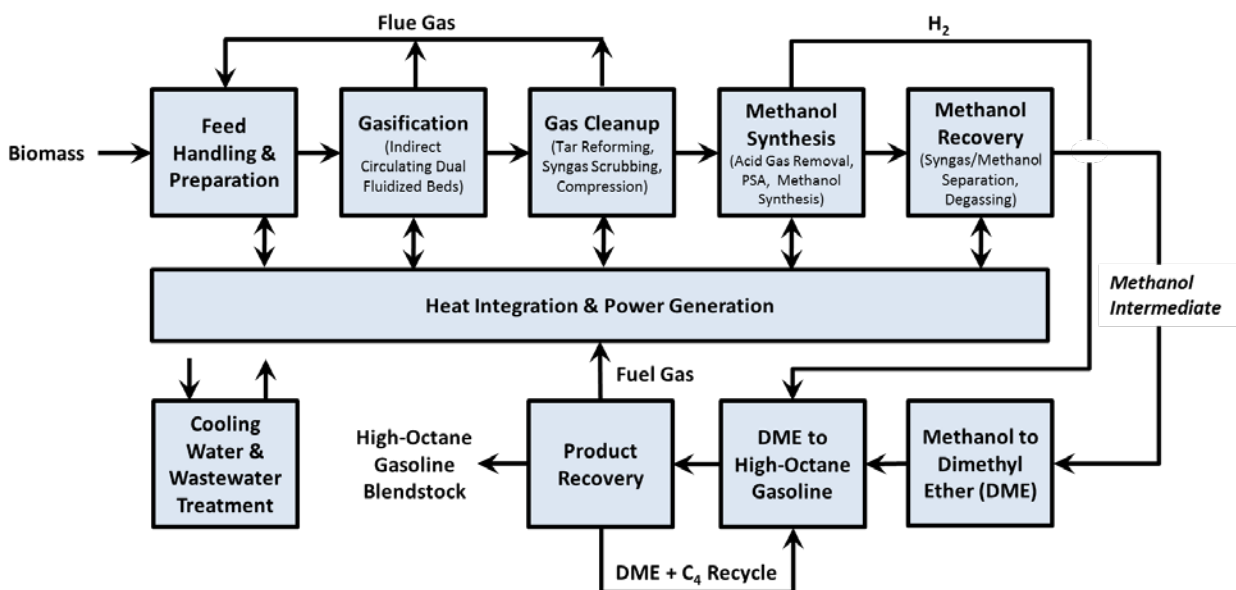 Flue Gas
H₂
Biomass
Feed
Handling &
Preparation
Gasification
(Indirect
Circulating Dual
Fluidized Beds)
Gas Cleanup
(Tar Reforming,
Syngas Scrubbing,
Compression)
Methanol
Synthesis
(Acid Gas Removal,
PSA, Methanol
Synthesis)
Methanol
Recovery
(Syngas/Methanol
Separation,
Degassing)
Heat Integration & Power Generation
Methanol
Intermediate
Fuel Gas
Cooling
Water &
Wastewater
Treatment
High-Octane
Gasoline
Blendstock
Product
Recovery
DME to
High-Octane
Gasoline
Methanol to
Dimethyl
Ether (DME)
DME + C₄ Recycle